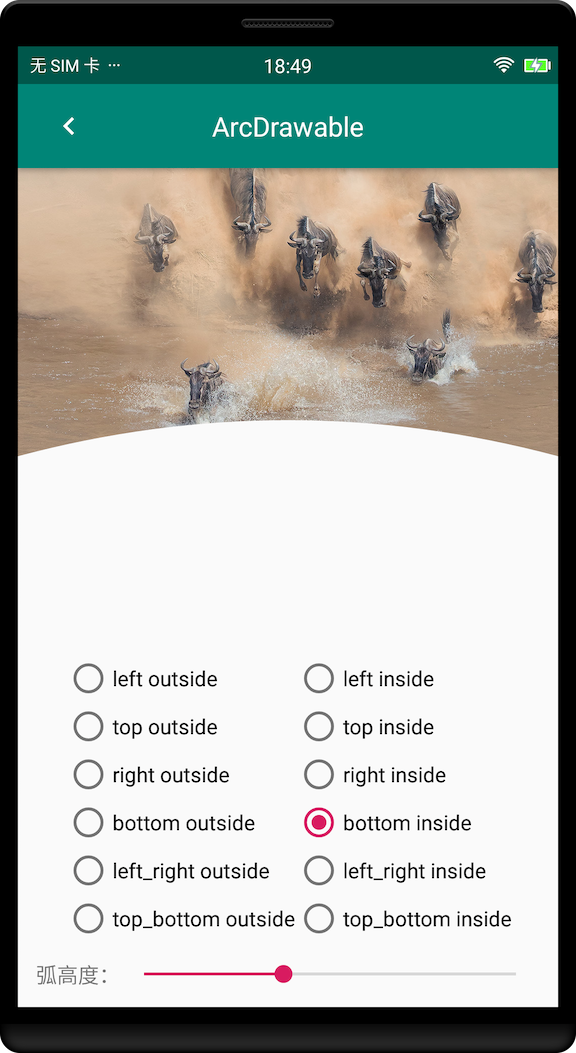 无 SIM 卡 ··· 18:49
ArcDrawable
left outside left inside
top outside top inside
right outside right inside
bottom outside bottom inside
left_right outside left_right inside
top_bottom outside top_bottom inside
弧高度：